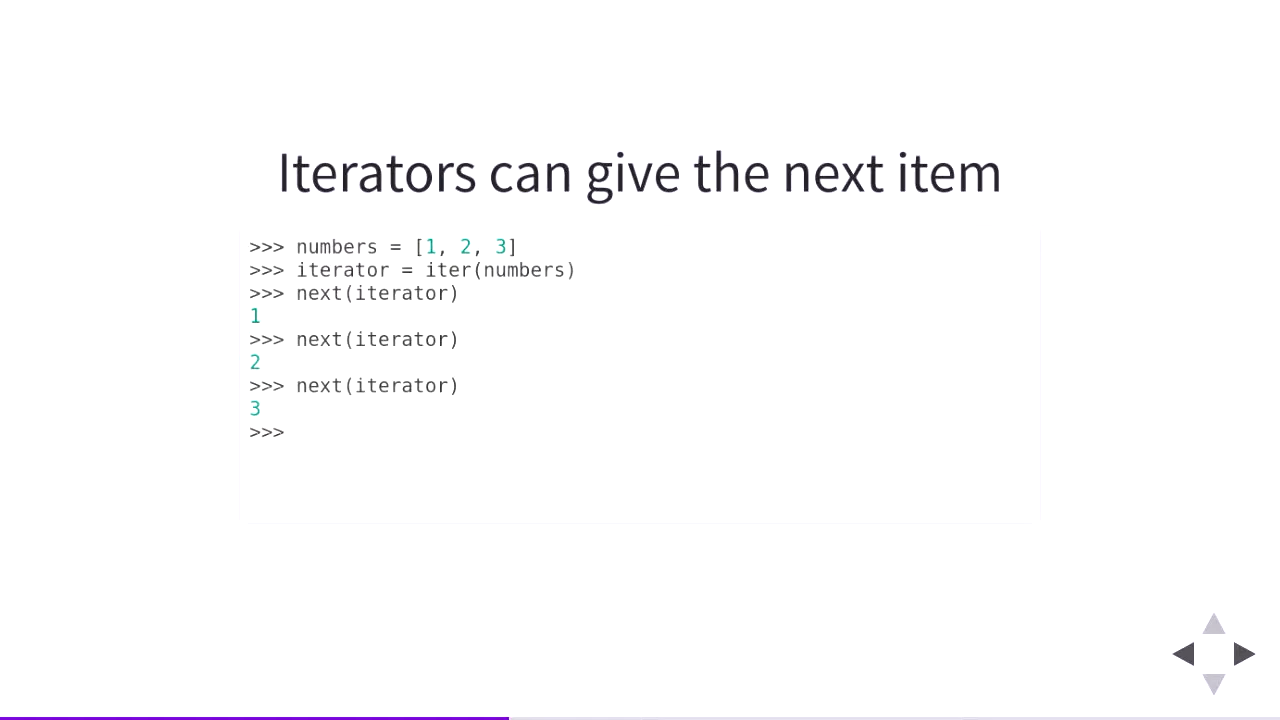 Iterators can give the next item
>>> numbers = [1, 2, 3]
>>> iterator = iter(numbers)
>>> next(iterator)
1
>>> next(iterator)
2
>>> next(iterator)
3
>>>